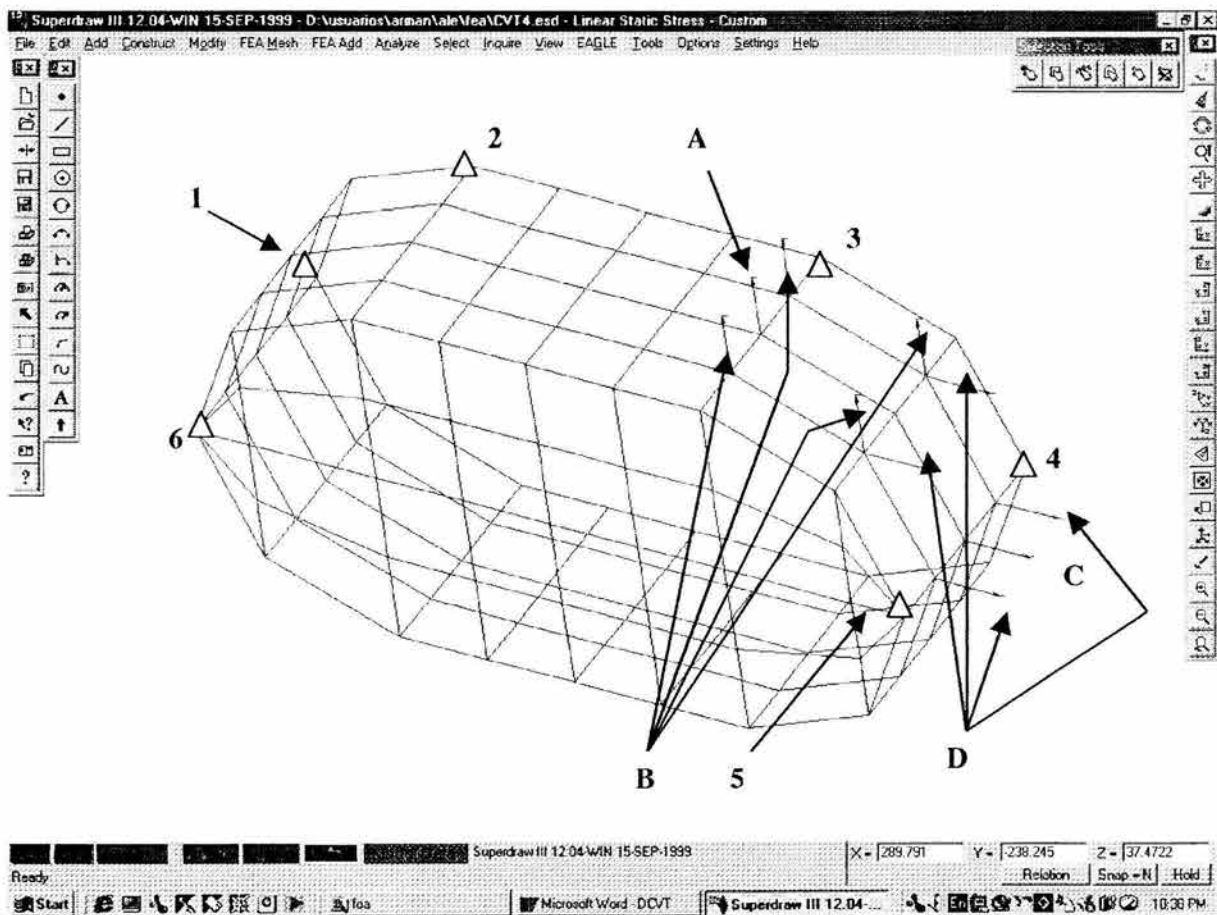 Superdraw III 12.04-WIN 15-SEP-1999 - D:\usuarios\arman\ale\fea\CVT4.esd - Linear Static Stress - Custom
File Edit Add Construct Modify FEA Mesh FEA Add Analyze Select Inquire View EAGLE Tools Options Settings Help
2
A
1
3
6
4
C
B
5
D
A
?
Superdraw III 12.04-WIN 15-SEP-1999
X = 289.791 Y = -238.245 Z = 37.4722
Ready
Relation Snap = N Hold
Start
foa
Microsoft Word - DCVT
Superdraw III 12.04-...
10:38 PM